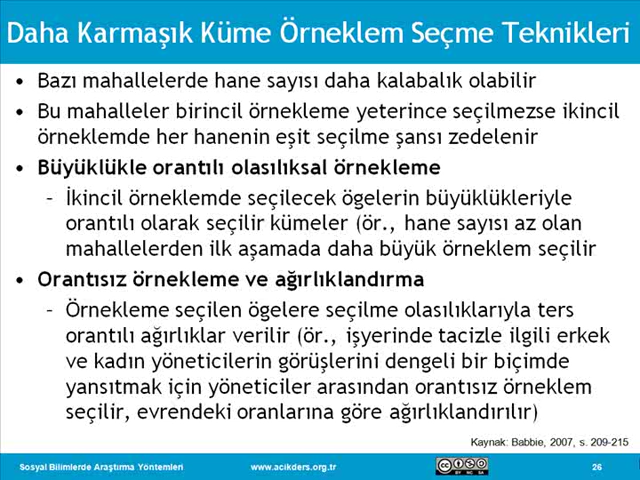 Daha Karmaşık Küme Örneklem Seçme Teknikleri
• Bazı mahallelerde hane sayısı daha kalabalık olabilir
• Bu mahalleler birincil örnekleme yeterince seçilmezse ikincil
örneklemde her hanenin eşit seçilme şansı zedelenir
• Büyüklükle orantılı olasılıksal örnekleme
– İkincil örneklemde seçilecek ögelerin büyüklükleriyle
orantılı olarak seçilir kümeler (ör., hane sayısı az olan
mahallelerden ilk aşamada daha büyük örneklem seçilir
• Orantısız örnekleme ve ağırlıklandırma
– Örnekleme seçilen ögelere seçilme olasılıklarıyla ters
orantılı ağırlıklar verilir (ör., işyerinde tacizle ilgili erkek
ve kadın yöneticilerin görüşlerini dengeli bir biçimde
yansıtmak için yöneticiler arasından orantısız örneklem
seçilir, evrendeki oranlarına göre ağırlıklandırılır)
Kaynak: Babbie, 2007, s. 209-215
Sosyal Bilimlerde Araştırma Yöntemleri www.acikders.org.tr cc BY NC SA 26